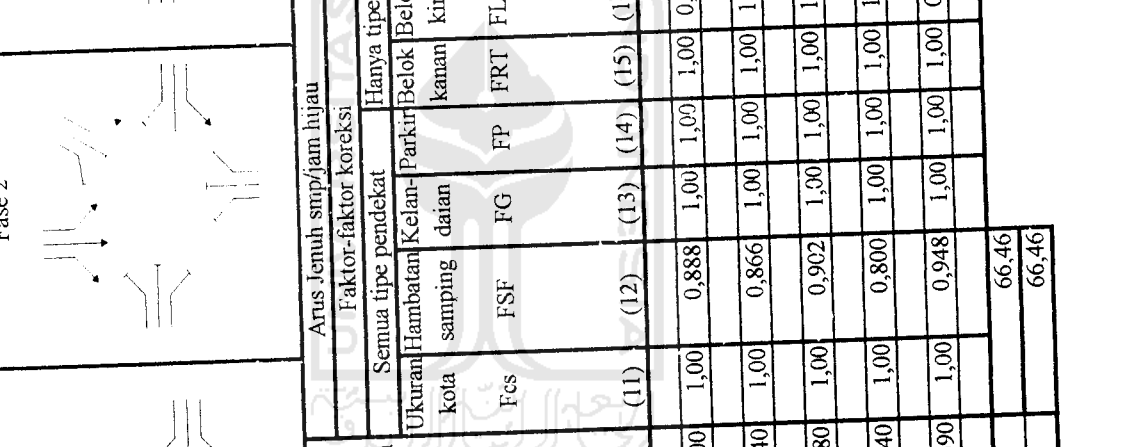 Fase 2
Arus Jenuh smp/jam hijau
Faktor-faktor koreksi
Semua tipe pendekat Hanya tipe
Ukuran Hambatan Kelan- Parkir Belok
kota samping daian kanan
Fcs FSF FG FP FRT FL
(11) (12) (13) (14) (15)
1,00 0,888 1,00 1,00 1,00
1,00 0,866 1,00 1,00 1,00
1,00 0,902 1,00 1,00 1,00
1,00 0,800 1,00 1,00 1,00
1,00 0,948 1,00 1,00 1,00
66,46
66,46